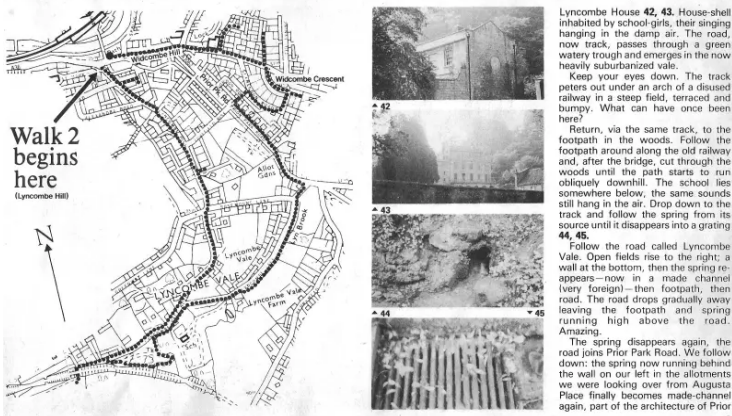 Widcombe Hill
Widcombe Crescent
Walk 2
begins
here
(Lyncombe Hill)
N
Allot
Gdns
Brook
Lyncombe
Vale
LYNCOMBE VALE
Lyncombe Vale
Farm
▲ 42
▲ 43
▲ 44
▼ 45
Lyncombe House 42, 43. House-shell
inhabited by school-girls, their singing
hanging in the damp air. The road,
now track, passes through a green
watery trough and emerges in the now
heavily suburbanized vale.
Keep your eyes down. The track
peters out under an arch of a disused
railway in a steep field, terraced and
bumpy. What can have once been
here?
Return, via the same track, to the
footpath in the woods. Follow the
footpath around along the old railway
and, after the bridge, cut through the
woods until the path starts to run
obliquely downhill. The school lies
somewhere below, the same sounds
still hang in the air. Drop down to the
track and follow the spring from its
source until it disappears into a grating
44, 45.
Follow the road called Lyncombe
Vale. Open fields rise to the right; a
wall at the bottom, then the spring re-
appears—now in a made channel
(very foreign)—then footpath, then
road. The road drops gradually away
leaving the footpath and spring
running high above the road.
Amazing.
The spring disappears again, the
road joins Prior Park Road. We follow
down: the spring now running behind
the wall on our left in the allotments
we were looking over from Augusta
Place finally becomes made-channel
again, part of the architecture of Prior